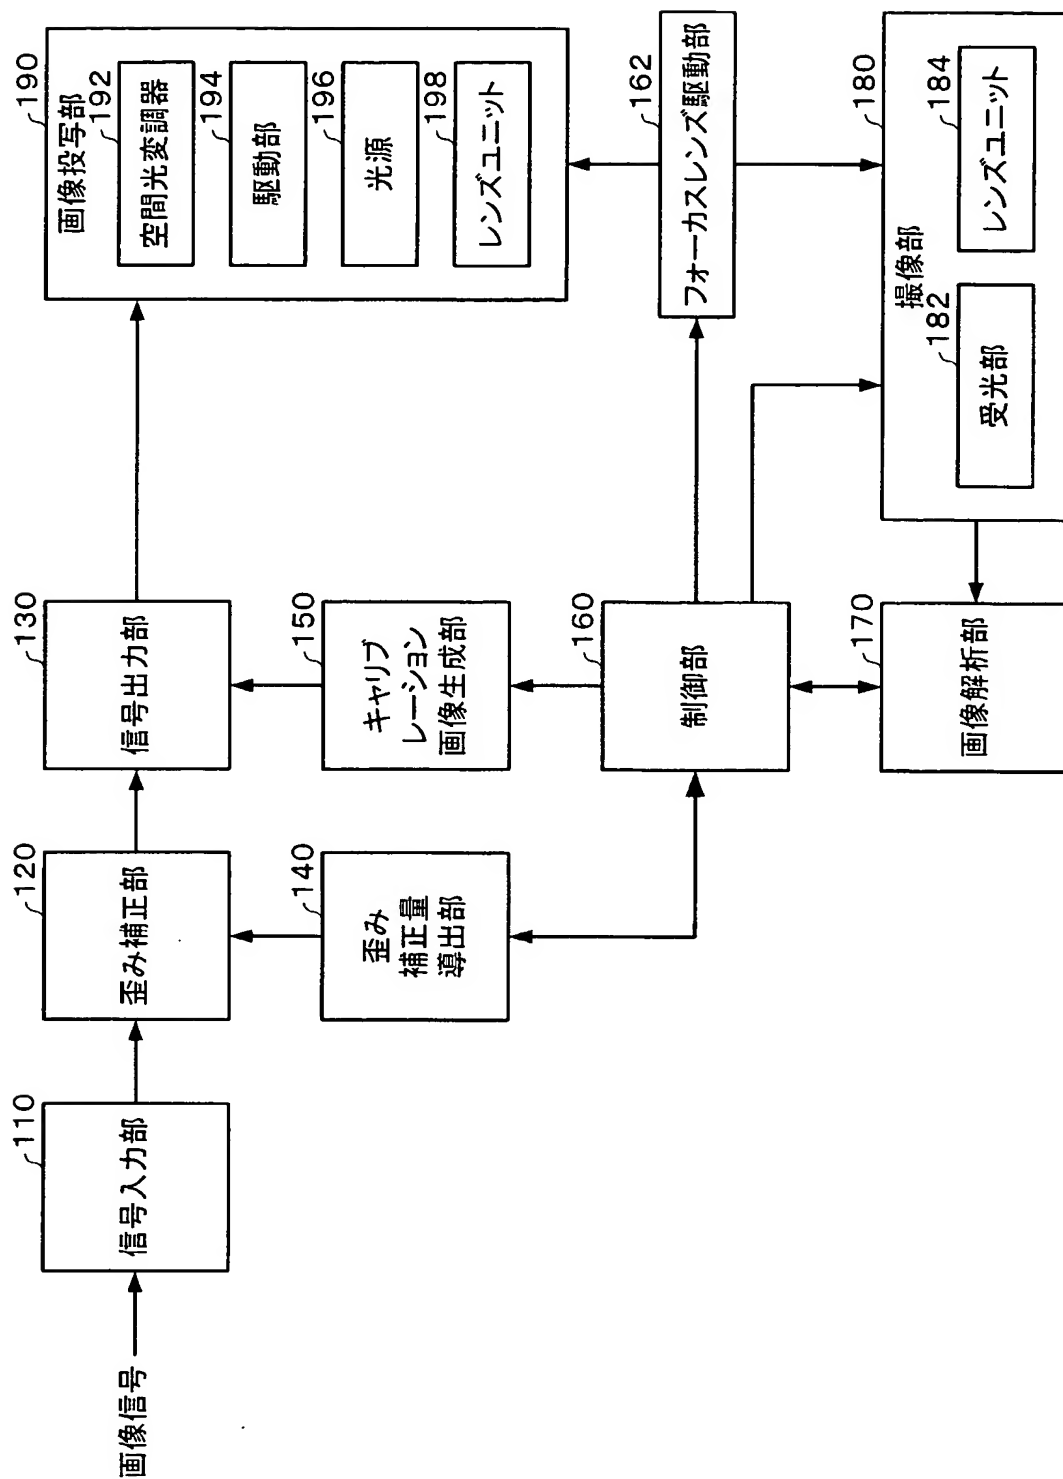 画像信号
110
信号入力部
120
歪み補正部
130
信号出力部
140
歪み
補正量
導出部
150
キャリブ
レーション
画像生成部
160
制御部
162
フォーカスレンズ駆動部
170
画像解析部
180
撮像部
182
受光部
184
レンズユニット
190
画像投写部
192
空間光変調器
194
駆動部
196
光源
198
レンズユニット